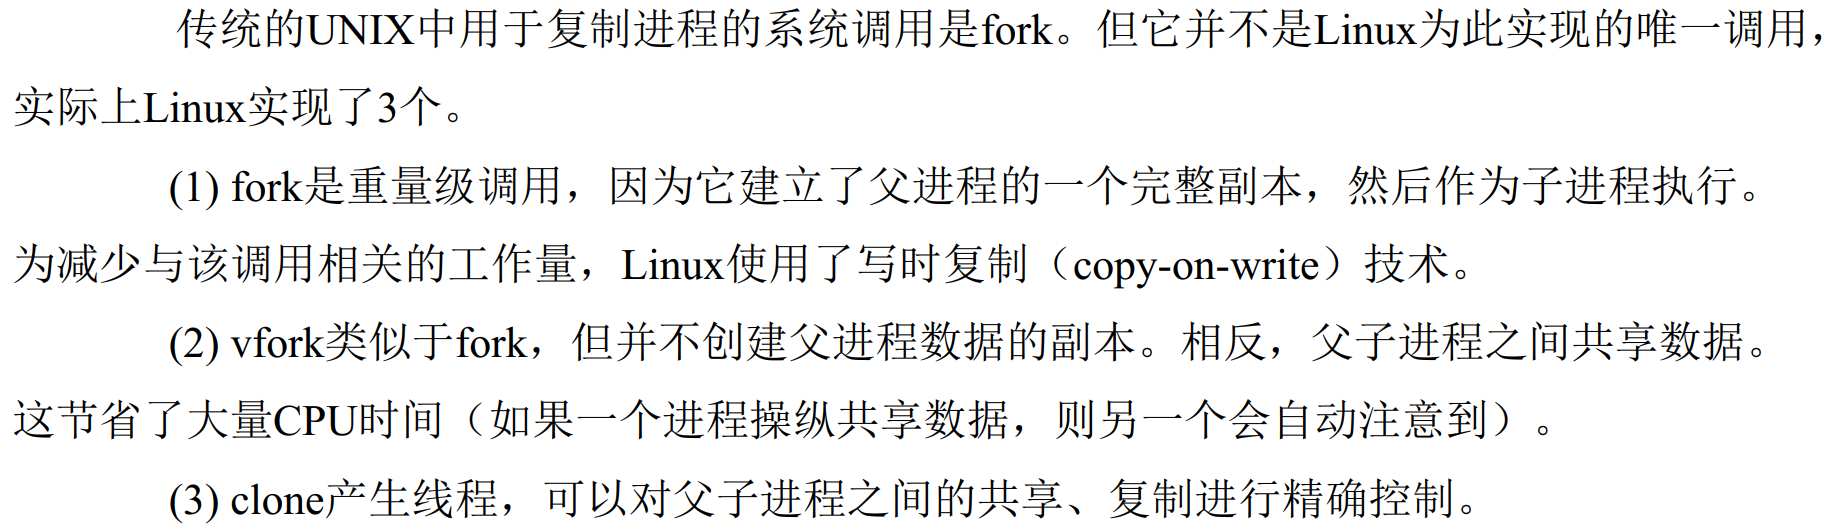 传统的UNIX中用于复制进程的系统调用是fork。但它并不是Linux为此实现的唯一调用，
实际上Linux实现了3个。
(1) fork是重量级调用，因为它建立了父进程的一个完整副本，然后作为子进程执行。
为减少与该调用相关的工作量，Linux使用了写时复制（copy-on-write）技术。
(2) vfork类似于fork，但并不创建父进程数据的副本。相反，父子进程之间共享数据。
这节省了大量CPU时间（如果一个进程操纵共享数据，则另一个会自动注意到）。
(3) clone产生线程，可以对父子进程之间的共享、复制进行精确控制。